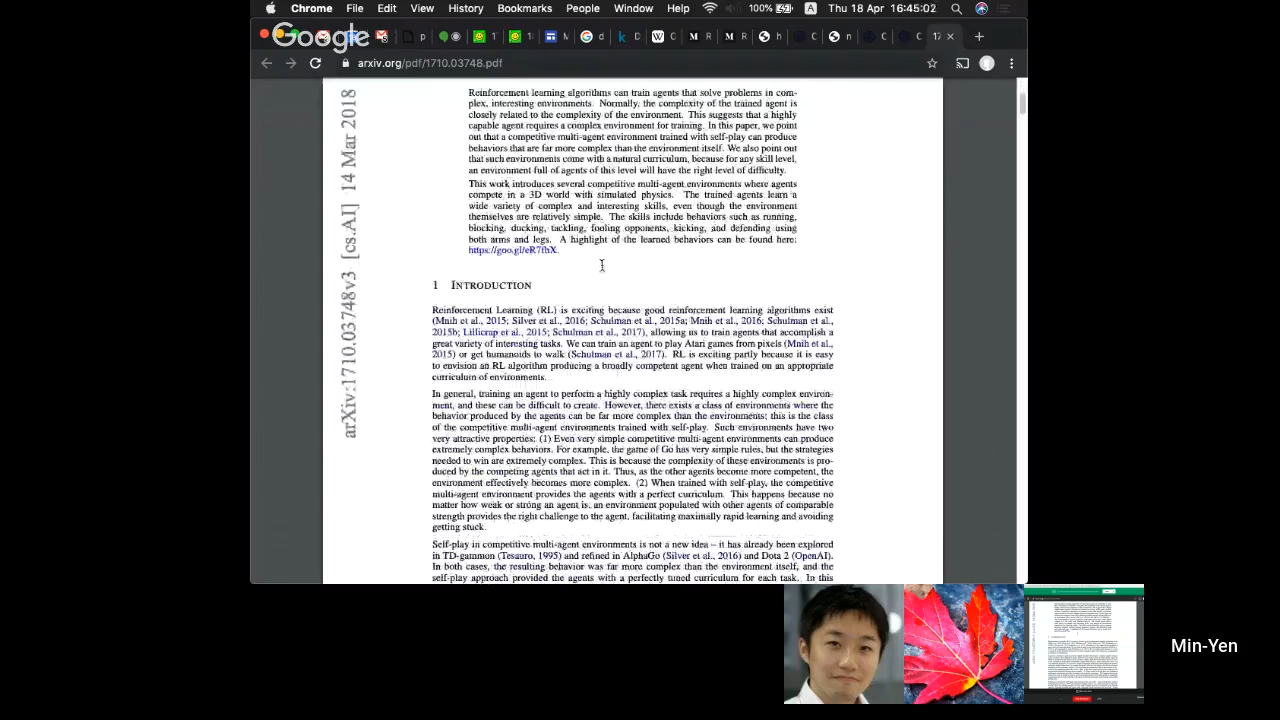 Chrome File Edit View History Bookmarks People Window Help 100% A Thu 18 Apr 16:45:02
Google
arxiv.org/pdf/1710.03748.pdf
arXiv:1710.03748v3 [cs.AI] 14 Mar 2018
Reinforcement learning algorithms can train agents that solve problems in com-
plex, interesting environments. Normally, the complexity of the trained agent is
closely related to the complexity of the environment. This suggests that a highly
capable agent requires a complex environment for training. In this paper, we point
out that a competitive multi-agent environment trained with self-play can produce
behaviors that are far more complex than the environment itself. We also point out
that such environments come with a natural curriculum, because for any skill level,
an environment full of agents of this level will have the right level of difficulty.
This work introduces several competitive multi-agent environments where agents
compete in a 3D world with simulated physics. The trained agents learn a
wide variety of complex and interesting skills, even though the environment
themselves are relatively simple. The skills include behaviors such as running,
blocking, ducking, tackling, fooling opponents, kicking, and defending using
both arms and legs. A highlight of the learned behaviors can be found here:
https://goo.gl/eR7fbX.
1 INTRODUCTION
Reinforcement Learning (RL) is exciting because good reinforcement learning algorithms exist
(Mnih et al., 2015; Silver et al., 2016; Schulman et al., 2015a; Mnih et al., 2016; Schulman et al.,
2015b; Lillicrap et al., 2015; Schulman et al., 2017), allowing us to train agents that accomplish a
great variety of interesting tasks. We can train an agent to play Atari games from pixels (Mnih et al.,
2015) or get humanoids to walk (Schulman et al., 2017). RL is exciting partly because it is easy
to envision an RL algorithm producing a broadly competent agent when trained on an appropriate
curriculum of environments.
In general, training an agent to perform a highly complex task requires a highly complex environ-
ment, and these can be difficult to create. However, there exists a class of environments where the
behavior produced by the agents can be far more complex than the environments; this is the class
of the competitive multi-agent environments trained with self-play. Such environments have two
very attractive properties: (1) Even very simple competitive multi-agent environments can produce
extremely complex behaviors. For example, the game of Go has very simple rules, but the strategies
needed to win are extremely complex. This is because the complexity of these environments is pro-
duced by the competing agents that act in it. Thus, as the other agents become more competent, the
environment effectively becomes more complex. (2) When trained with self-play, the competitive
multi-agent environment provides the agents with a perfect curriculum. This happens because no
matter how weak or strong an agent is, an environment populated with other agents of comparable
strength provides the right challenge to the agent, facilitating maximally rapid learning and avoiding
getting stuck.
Self-play in competitive multi-agent environments is not a new idea – it has already been explored
in TD-gammon (Tesauro, 1995) and refined in AlphaGo (Silver et al., 2016) and Dota 2 (OpenAI).
In both cases, the resulting behavior was far more complex than the environment itself, and the
self-play approach provided the agents with a perfectly tuned curriculum for each task. In this
Min-Yen